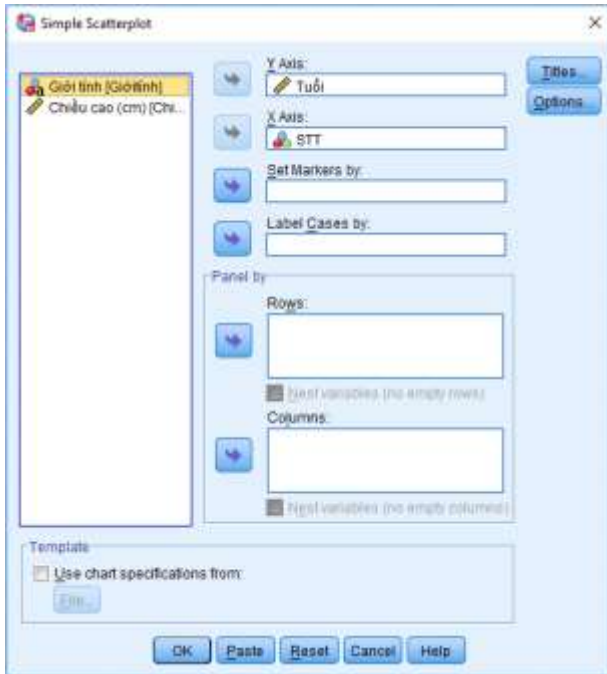 Simple Scatterplot
Giới tính [Giớitính]
Chiều cao (cm) [Chi...
Y Axis:
Tuổi
X Axis:
STT
Set Markers by:
Label Cases by:
Titles...
Options...
Panel by
Rows:
Nest variables (no empty rows)
Columns:
Nest variables (no empty columns)
Template
Use chart specifications from:
File...
OK
Paste
Reset
Cancel
Help